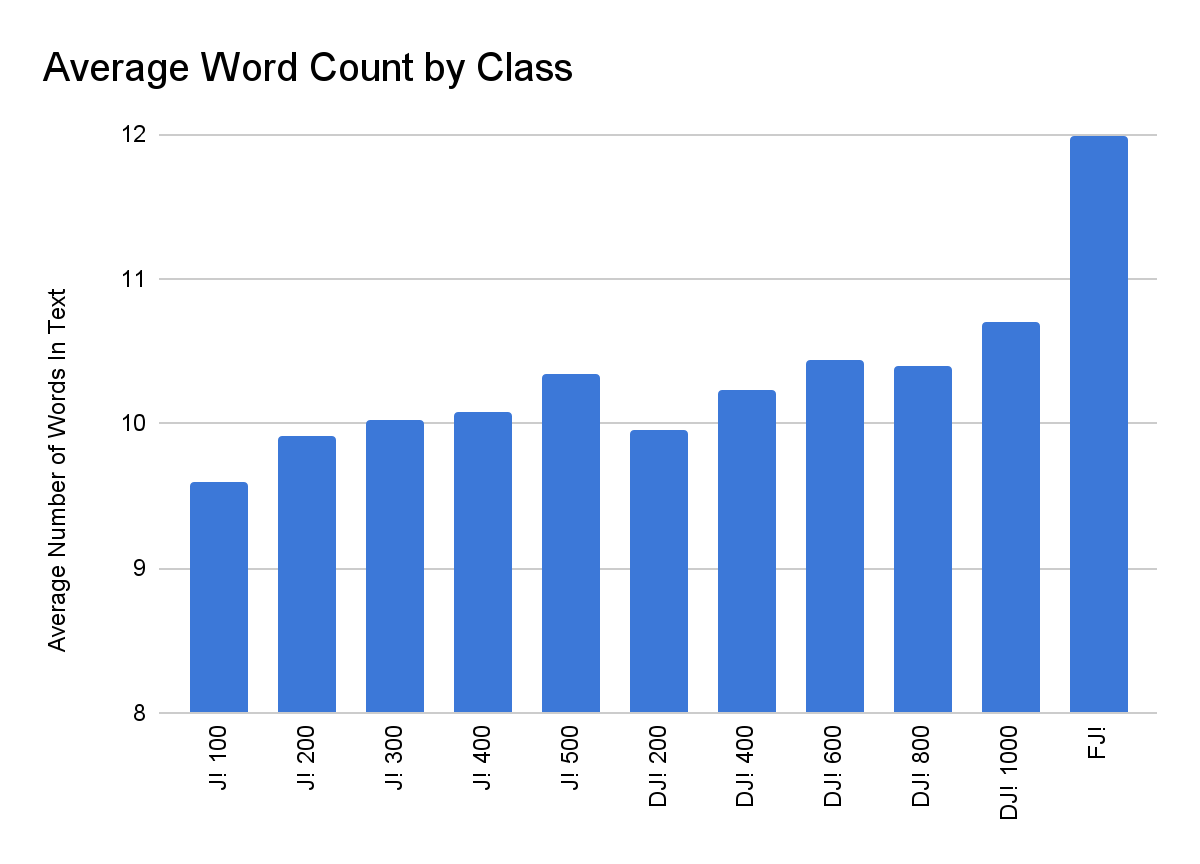 Average Word Count by Class
Average Number of Words In Text
12
11
10
9
8
J! 100
J! 200
J! 300
J! 400
J! 500
DJ! 200
DJ! 400
DJ! 600
DJ! 800
DJ! 1000
FJ!